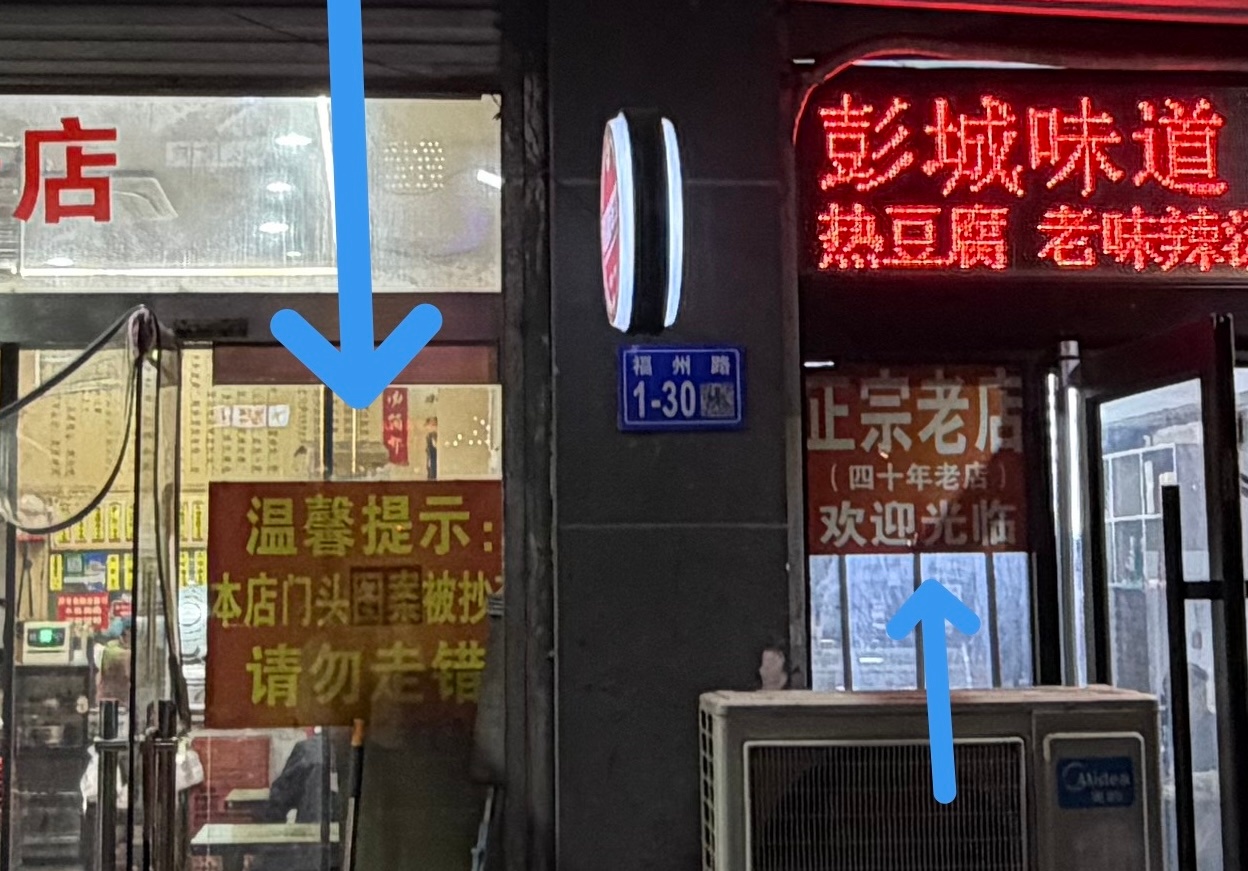 店
温馨提示:
本店门头图案被抄
请勿走错
福州路
1-30
彭城味道
热豆腐 老味辣
正宗老店
(四十年老店)
欢迎光临
Midea
美的